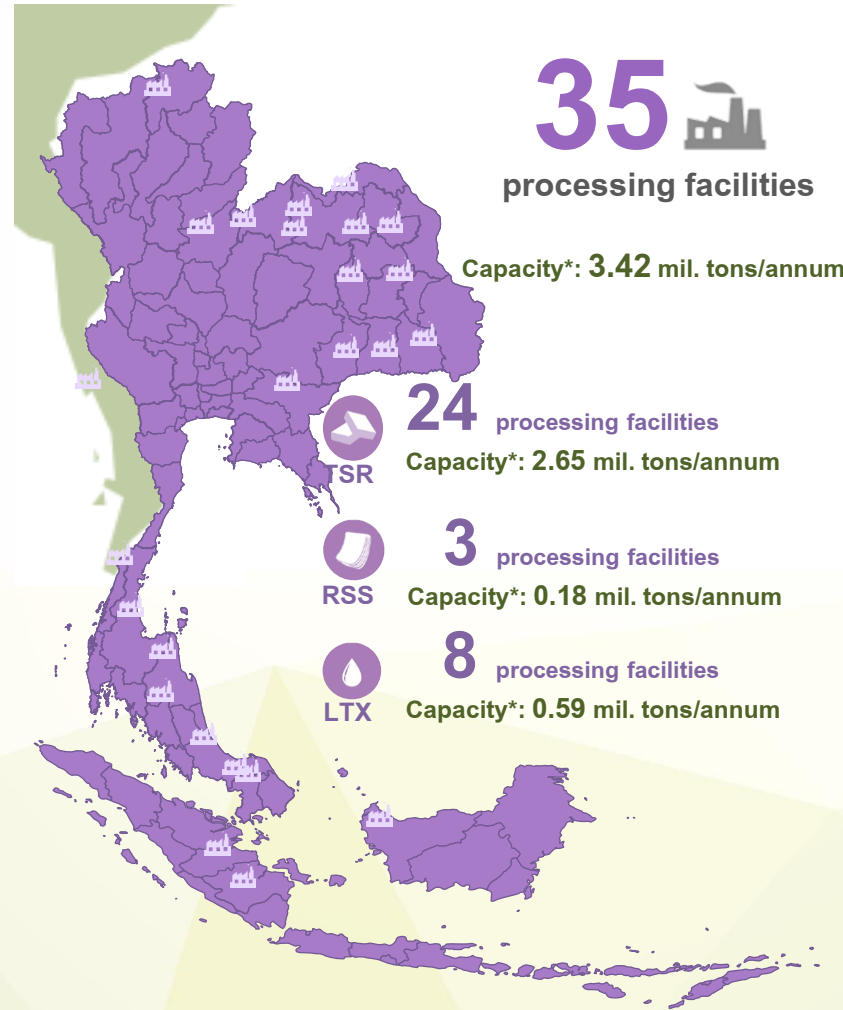 35
processing facilities
Capacity*: 3.42 mil. tons/annum
24 processing facilities
Capacity*: 2.65 mil. tons/annum
TSR
3 processing facilities
Capacity*: 0.18 mil. tons/annum
RSS
8 processing facilities
Capacity*: 0.59 mil. tons/annum
LTX